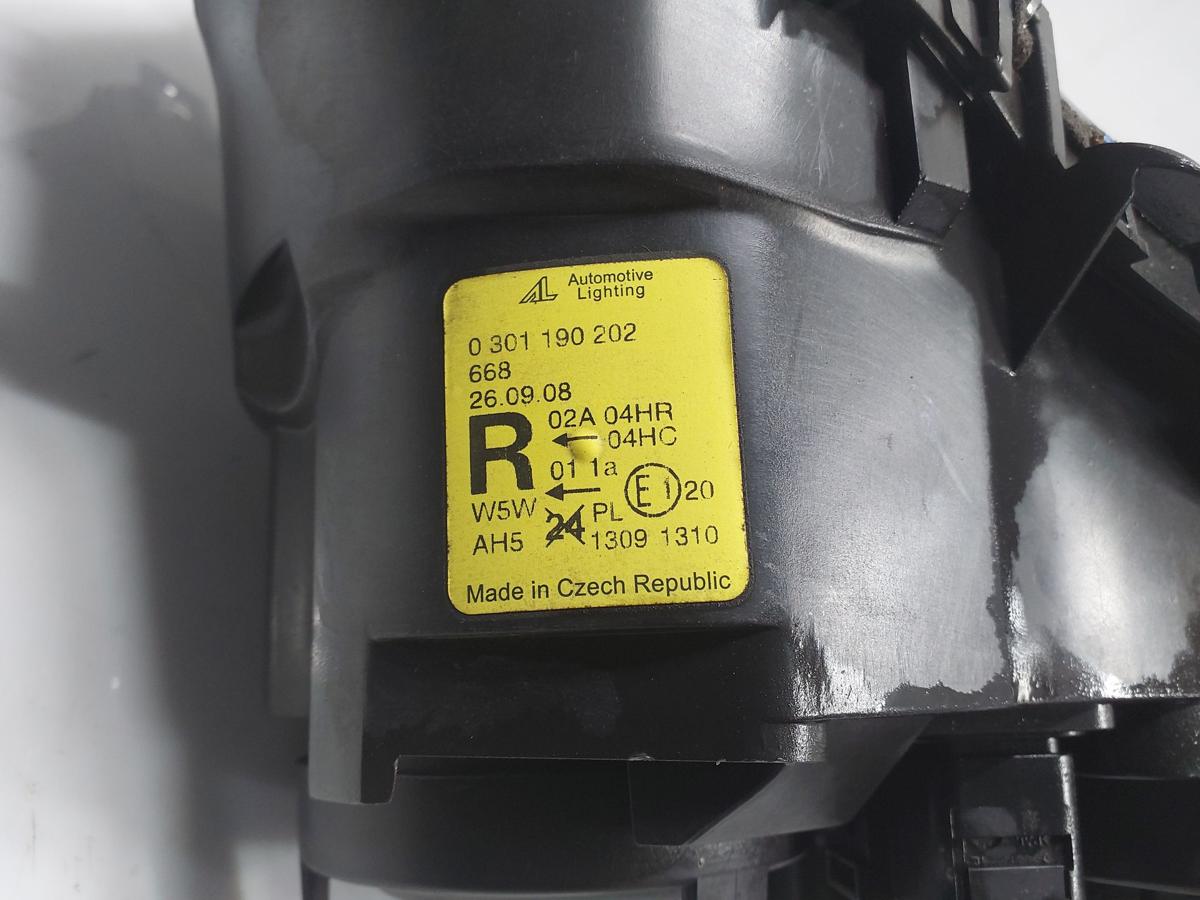 AL Automotive
Lighting
0 301 190 202
668
26.09.08
R 02A 04HR
04HC
01 1a
W5W E1 20
AH5 24 PL
1309 1310
Made in Czech Republic